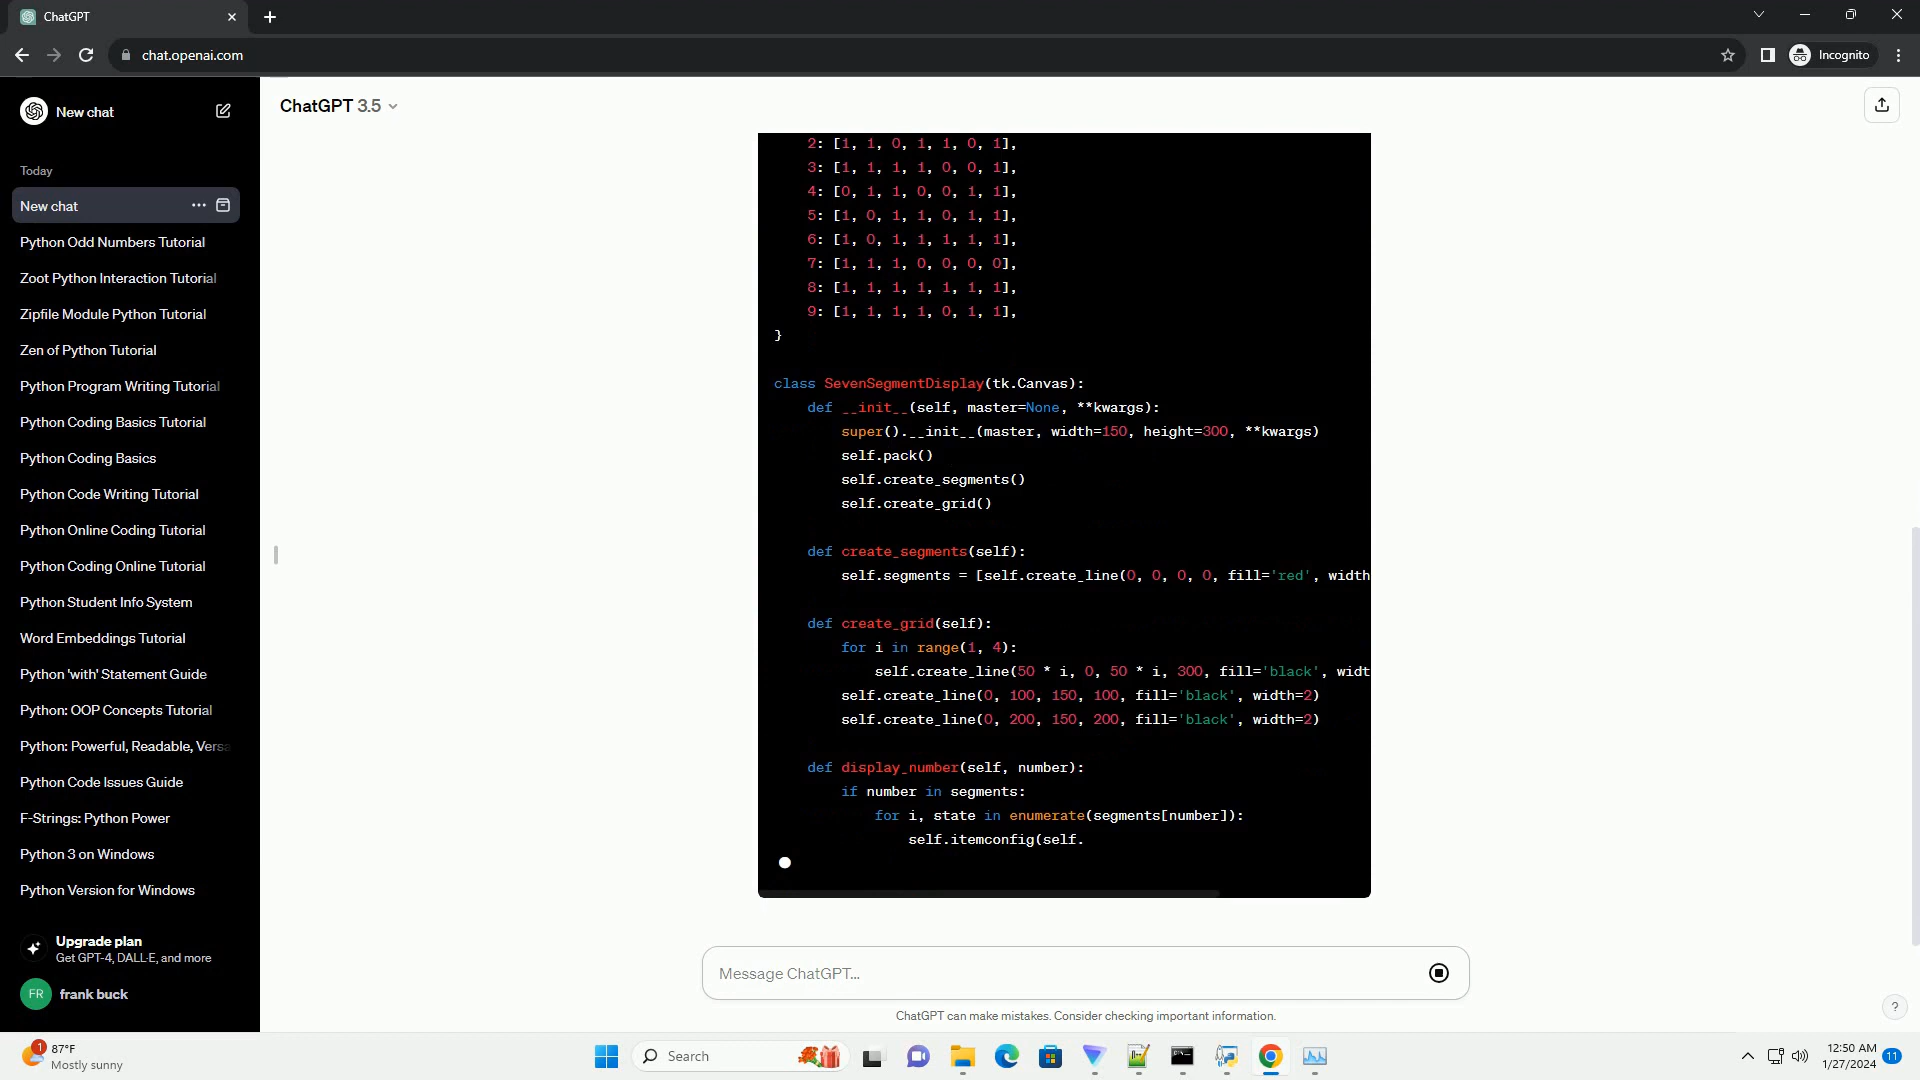 ChatGPT
chat.openai.com
Incognito
New chat
ChatGPT 3.5
Today
New chat
Python Odd Numbers Tutorial
Zoot Python Interaction Tutorial
Zipfile Module Python Tutorial
Zen of Python Tutorial
Python Program Writing Tutorial
Python Coding Basics Tutorial
Python Coding Basics
Python Code Writing Tutorial
Python Online Coding Tutorial
Python Coding Online Tutorial
Python Student Info System
Word Embeddings Tutorial
Python 'with' Statement Guide
Python: OOP Concepts Tutorial
Python: Powerful, Readable, Versa
Python Code Issues Guide
F-Strings: Python Power
Python 3 on Windows
Python Version for Windows
Upgrade plan
Get GPT-4, DALL·E, and more
FR
frank buck
2: [1, 1, 0, 1, 1, 0, 1],
3: [1, 1, 1, 1, 0, 0, 1],
4: [0, 1, 1, 0, 0, 1, 1],
5: [1, 0, 1, 1, 0, 1, 1],
6: [1, 0, 1, 1, 1, 1, 1],
7: [1, 1, 1, 0, 0, 0, 0],
8: [1, 1, 1, 1, 1, 1, 1],
9: [1, 1, 1, 1, 0, 1, 1],
}
class SevenSegmentDisplay(tk.Canvas):
def __init__(self, master=None, **kwargs):
super().__init__(master, width=150, height=300, **kwargs)
self.pack()
self.create_segments()
self.create_grid()
def create_segments(self):
self.segments = [self.create_line(0, 0, 0, 0, fill='red', width
def create_grid(self):
for i in range(1, 4):
self.create_line(50 * i, 0, 50 * i, 300, fill='black', widt
self.create_line(0, 100, 150, 100, fill='black', width=2)
self.create_line(0, 200, 150, 200, fill='black', width=2)
def display_number(self, number):
if number in segments:
for i, state in enumerate(segments[number]):
self.itemconfig(self.
Message ChatGPT…
ChatGPT can make mistakes. Consider checking important information.
?
1
87°F
Mostly sunny
Search
12:50 AM
1/27/2024
11